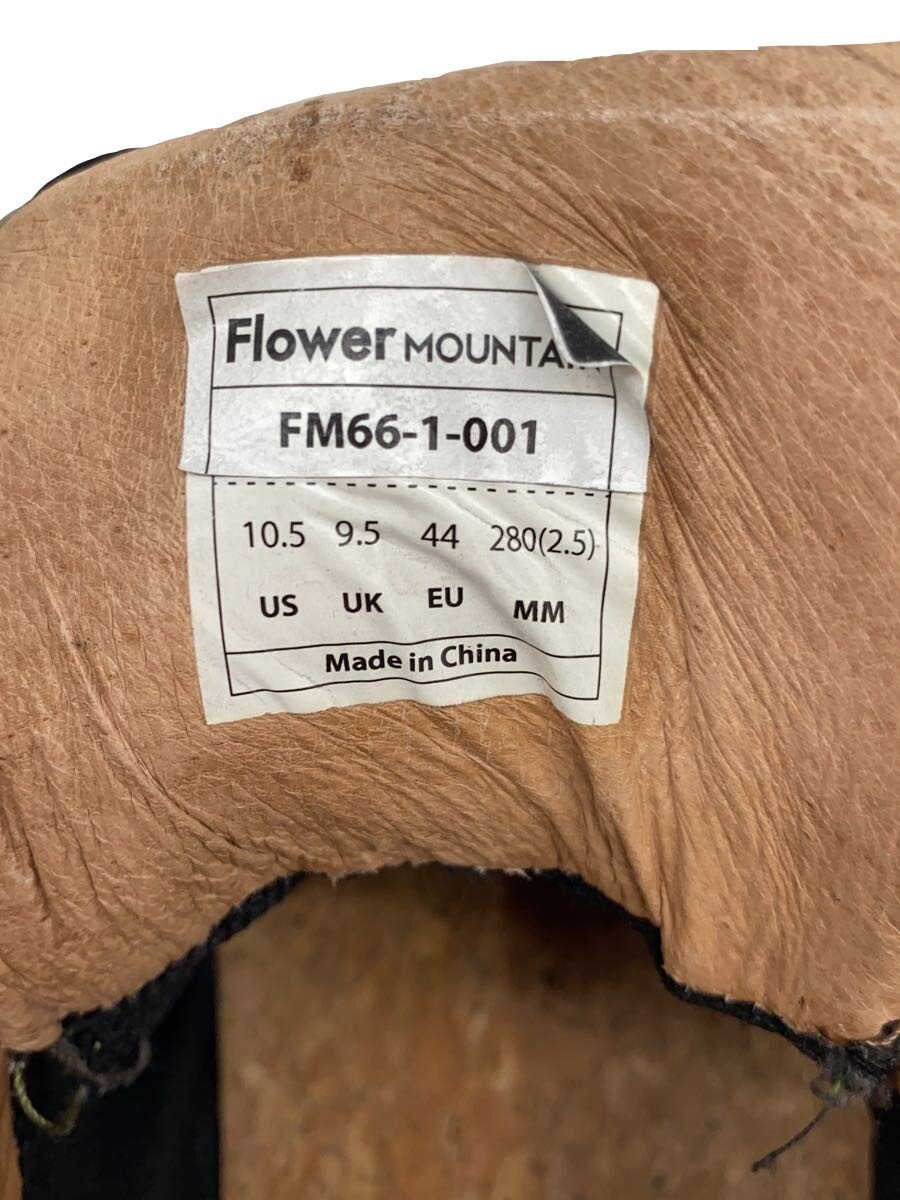 Flower MOUNTAIN
FM66-1-001
10.5 9.5 44 280(2.5)
US UK EU MM
Made in China